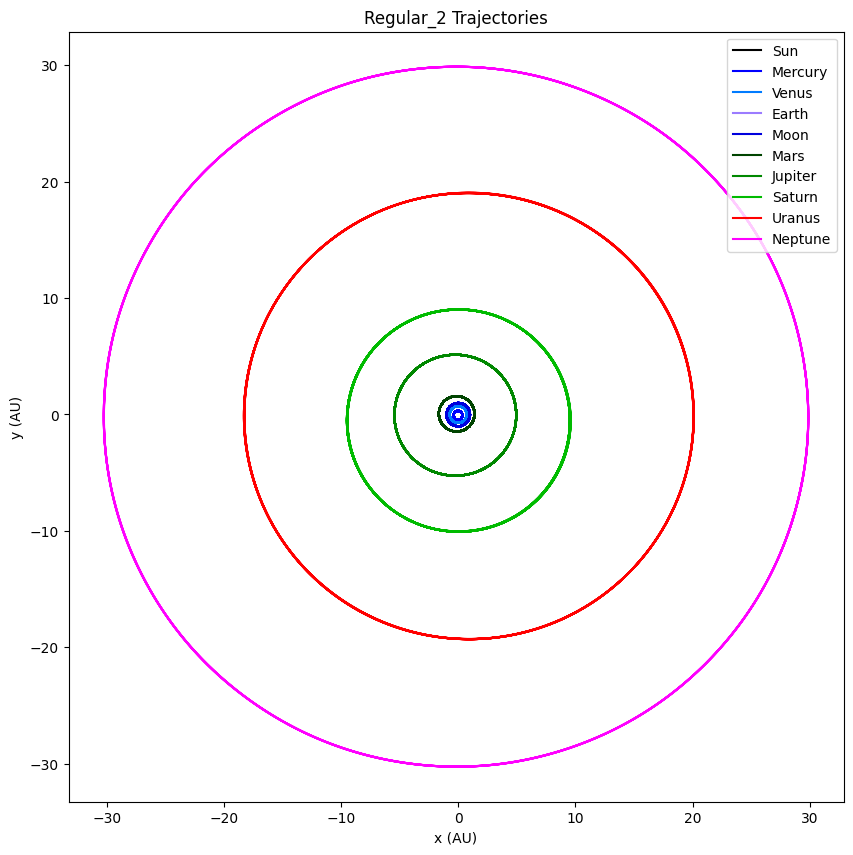 Regular_2 Trajectories
Sun
Mercury
Venus
Earth
Moon
Mars
Jupiter
Saturn
Uranus
Neptune
30
20
10
0
−10
−20
−30
y (AU)
−30
−20
−10
0
10
20
30
x (AU)